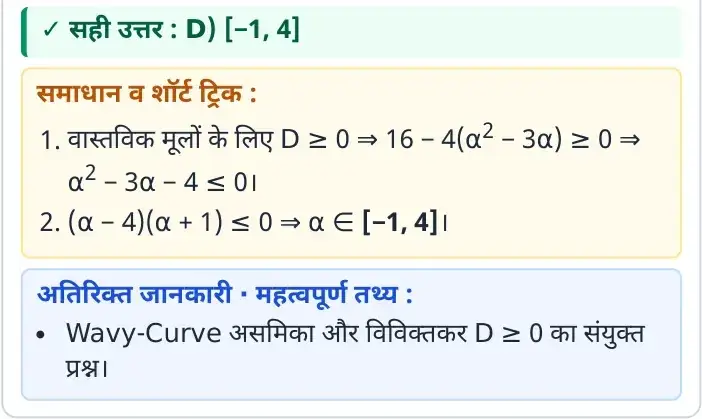 ✓ सही उत्तर : D) [−1, 4]
समाधान व शॉर्ट ट्रिक :
1. वास्तविक मूलों के लिए D ≥ 0 ⇒ 16 − 4(α² − 3α) ≥ 0 ⇒
α² − 3α − 4 ≤ 0।
2. (α − 4)(α + 1) ≤ 0 ⇒ α ∈ [−1, 4]।
अतिरिक्त जानकारी · महत्वपूर्ण तथ्य :
• Wavy-Curve असमिका और विविक्तकर D ≥ 0 का संयुक्त
प्रश्न।